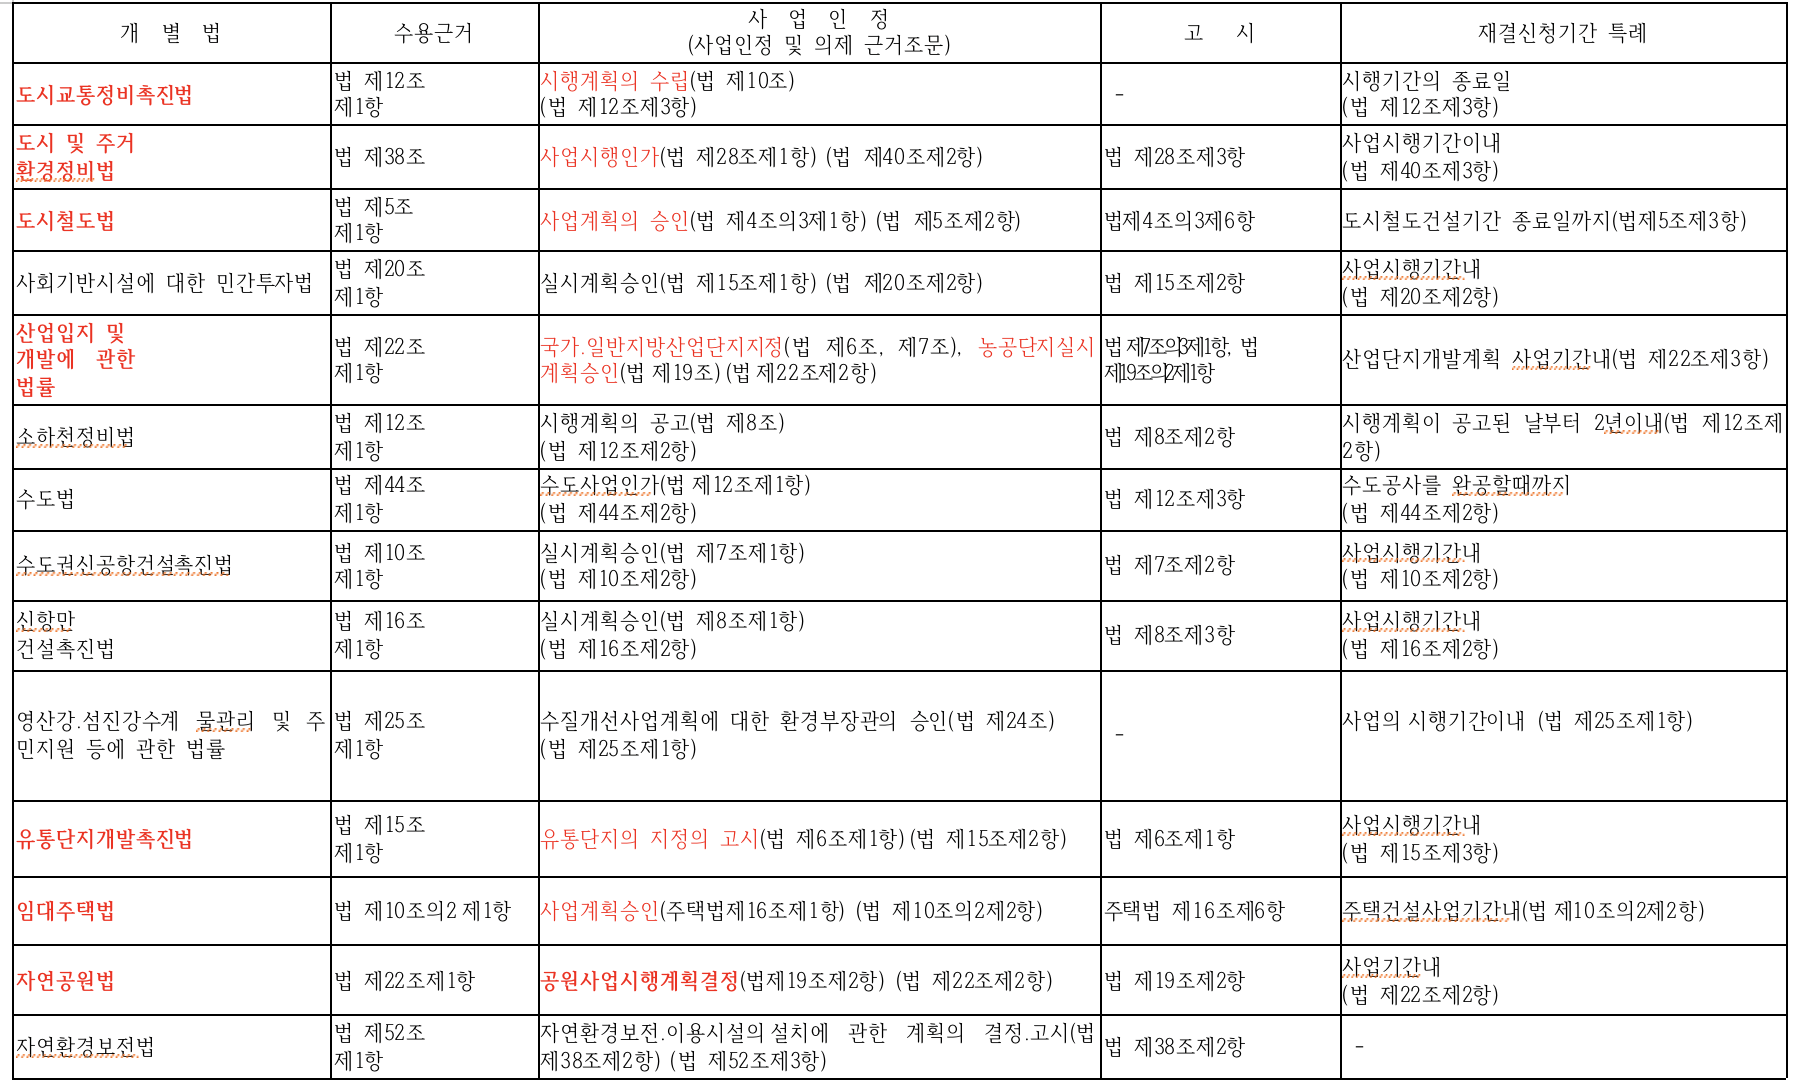 개 별 법
수용근거
사 업 인 정
(사업인정 및 의제 근거조문)
고 시
재결신청기간 특례
도시교통정비촉진법
법 제12조
제1항
시행계획의 수립(법 제10조)
(법 제12조제3항)
-
시행기간의 종료일
(법 제12조제3항)
도시 및 주거
환경정비법
법 제38조
사업시행인가(법 제28조제1항) (법 제40조제2항)
법 제28조제3항
사업시행기간이내
(법 제40조제3항)
도시철도법
법 제5조
제1항
사업계획의 승인(법 제4조의3제1항) (법 제5조제2항)
법제4조의3제6항
도시철도건설기간 종료일까지(법제5조제3항)
사회기반시설에 대한 민간투자법
법 제20조
제1항
실시계획승인(법 제15조제1항) (법 제20조제2항)
법 제15조제2항
사업시행기간내
(법 제20조제2항)
산업입지 및
개발에 관한
법률
법 제22조
제1항
국가.일반지방산업단지지정(법 제6조, 제7조), 농공단지실시
계획승인(법 제19조) (법 제22조제2항)
법 제7조의3제1항, 법
제19조의2제1항
산업단지개발계획 사업기간내(법 제22조제3항)
소하천정비법
법 제12조
제1항
시행계획의 공고(법 제8조)
(법 제12조제2항)
법 제8조제2항
시행계획이 공고된 날부터 2년이내(법 제12조제
2항)
수도법
법 제44조
제1항
수도사업인가(법 제12조제1항)
(법 제44조제2항)
법 제12조제3항
수도공사를 완공할때까지
(법 제44조제2항)
수도권신공항건설촉진법
법 제10조
제1항
실시계획승인(법 제7조제1항)
(법 제10조제2항)
법 제7조제2항
사업시행기간내
(법 제10조제2항)
신항만
건설촉진법
법 제16조
제1항
실시계획승인(법 제8조제1항)
(법 제16조제2항)
법 제8조제3항
사업시행기간내
(법 제16조제2항)
영산강.섬진강수계 물관리 및 주
민지원 등에 관한 법률
법 제25조
제1항
수질개선사업계획에 대한 환경부장관의 승인(법 제24조)
(법 제25조제1항)
-
사업의 시행기간이내 (법 제25조제1항)
유통단지개발촉진법
법 제15조
제1항
유통단지의 지정의 고시(법 제6조제1항) (법 제15조제2항)
법 제6조제1항
사업시행기간내
(법 제15조제3항)
임대주택법
법 제10조의2 제1항
사업계획승인(주택법제16조제1항) (법 제10조의2제2항)
주택법 제16조제6항
주택건설사업기간내(법 제10조의2제2항)
자연공원법
법 제22조제1항
공원사업시행계획결정(법제19조제2항) (법 제22조제2항)
법 제19조제2항
사업기간내
(법 제22조제2항)
자연환경보전법
법 제52조
제1항
자연환경보전.이용시설의 설치에 관한 계획의 결정.고시(법
제38조제2항) (법 제52조제3항)
법 제38조제2항
-